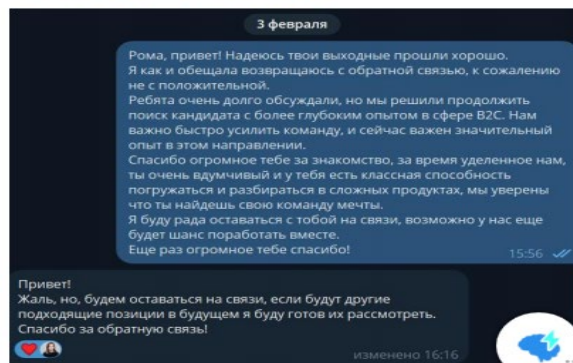 3 февраля
Рома, привет! Надеюсь твои выходные прошли хорошо.
Я как и обещала возвращаюсь с обратной связью, к сожалению
не с положительной.
Ребята очень долго обсуждали, но мы решили продолжить
поиск кандидата с более глубоким опытом в сфере B2C. Нам
важно быстро усилить команду, и сейчас важен значительный
опыт в этом направлении.
Спасибо огромное тебе за знакомство, за время уделенное нам,
ты очень вдумчивый и у тебя есть классная способность
погружаться и разбираться в сложных продуктах, мы уверены
что ты найдешь свою команду мечты.
Я буду рада оставаться с тобой на связи, возможно у нас еще
будет шанс поработать вместе.
Еще раз огромное тебе спасибо!
15:56
Привет!
Жаль, но, будем оставаться на связи, если будут другие
подходящие позиции в будущем я буду готов их рассмотреть.
Спасибо за обратную связь!
изменено 16:16